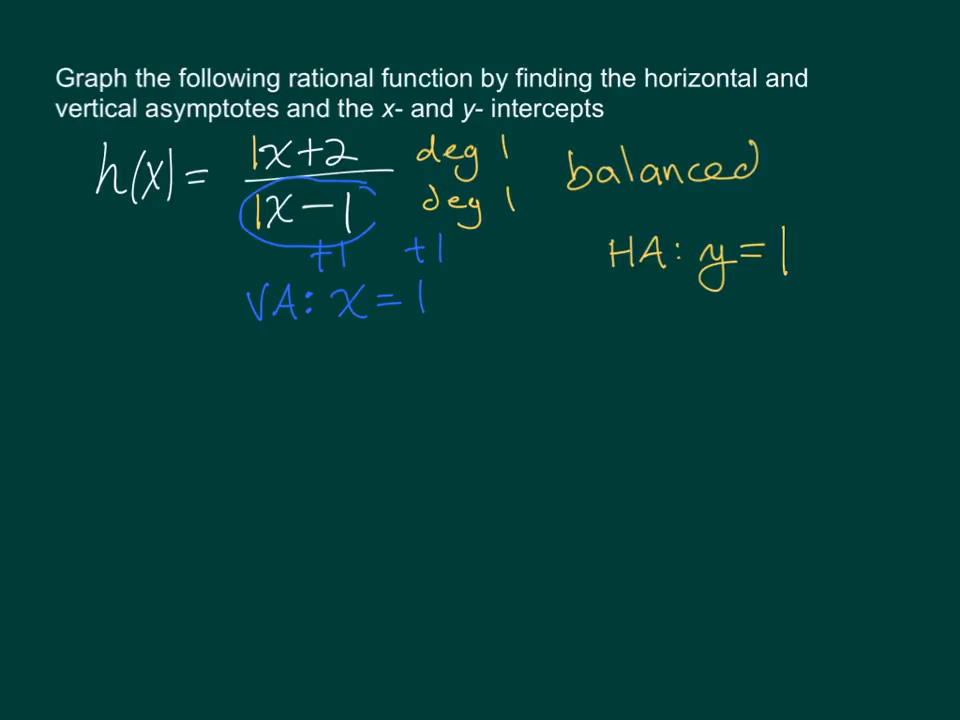 Graph the following rational function by finding the horizontal and
vertical asymptotes and the x- and y- intercepts
h(x) = 1x+2 / 1x-1
deg 1
deg 1
balanced
+1 +1
HA: y = 1
VA: x = 1